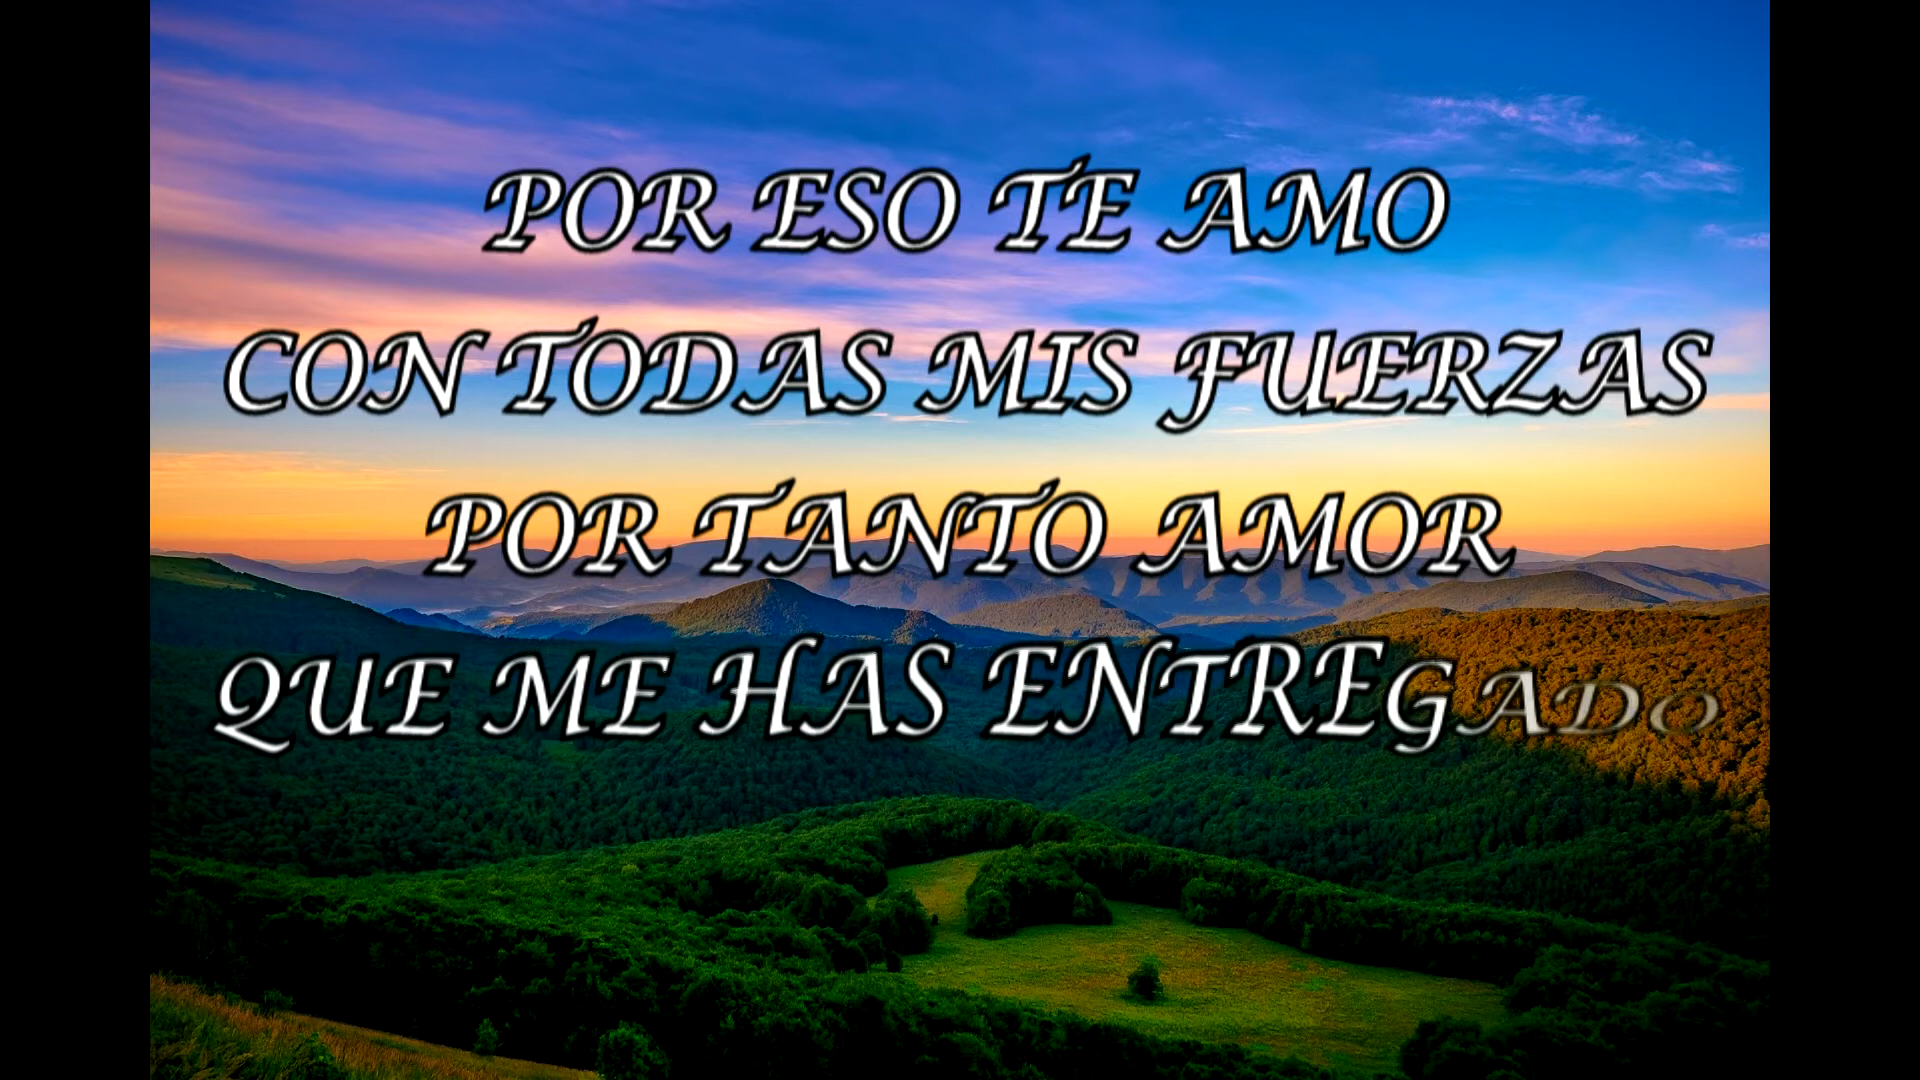 POR ESO TE AMO
CON TODAS MIS FUERZAS
POR TANTO AMOR
QUE ME HAS ENTREGADO